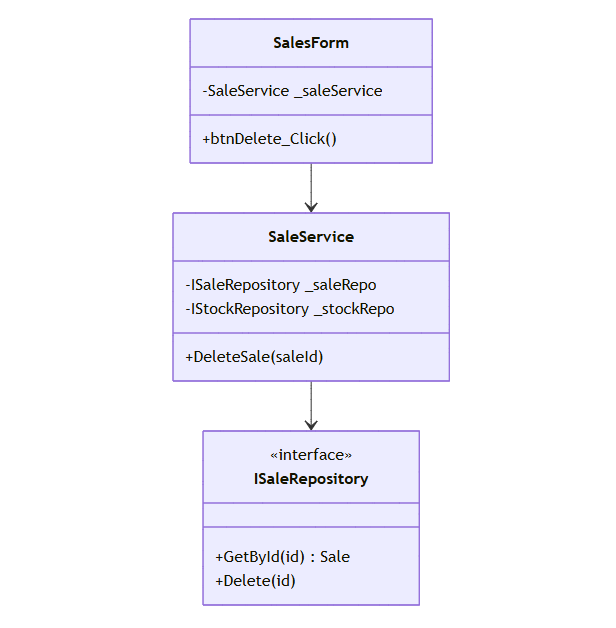 SalesForm
-SaleService _saleService
+btnDelete_Click()
SaleService
-ISaleRepository _saleRepo
-IStockRepository _stockRepo
+DeleteSale(saleId)
«interface»
ISaleRepository
+GetById(id) : Sale
+Delete(id)